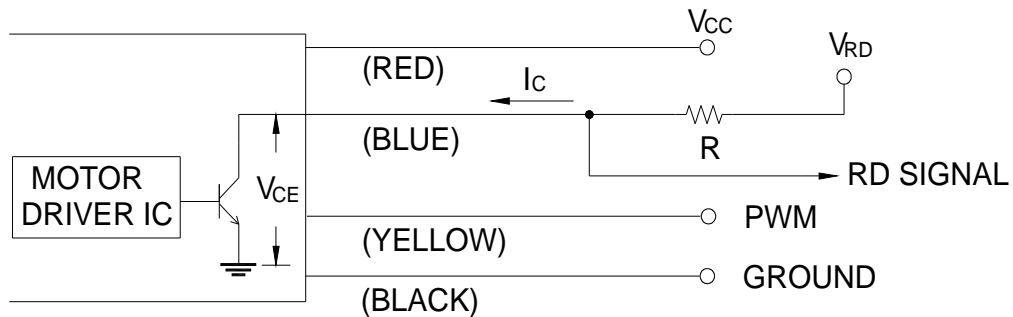 VCC
VRD
(RED)
IC
(BLUE)
R
RD SIGNAL
MOTOR
DRIVER IC
VCE
PWM
(YELLOW)
GROUND
(BLACK)